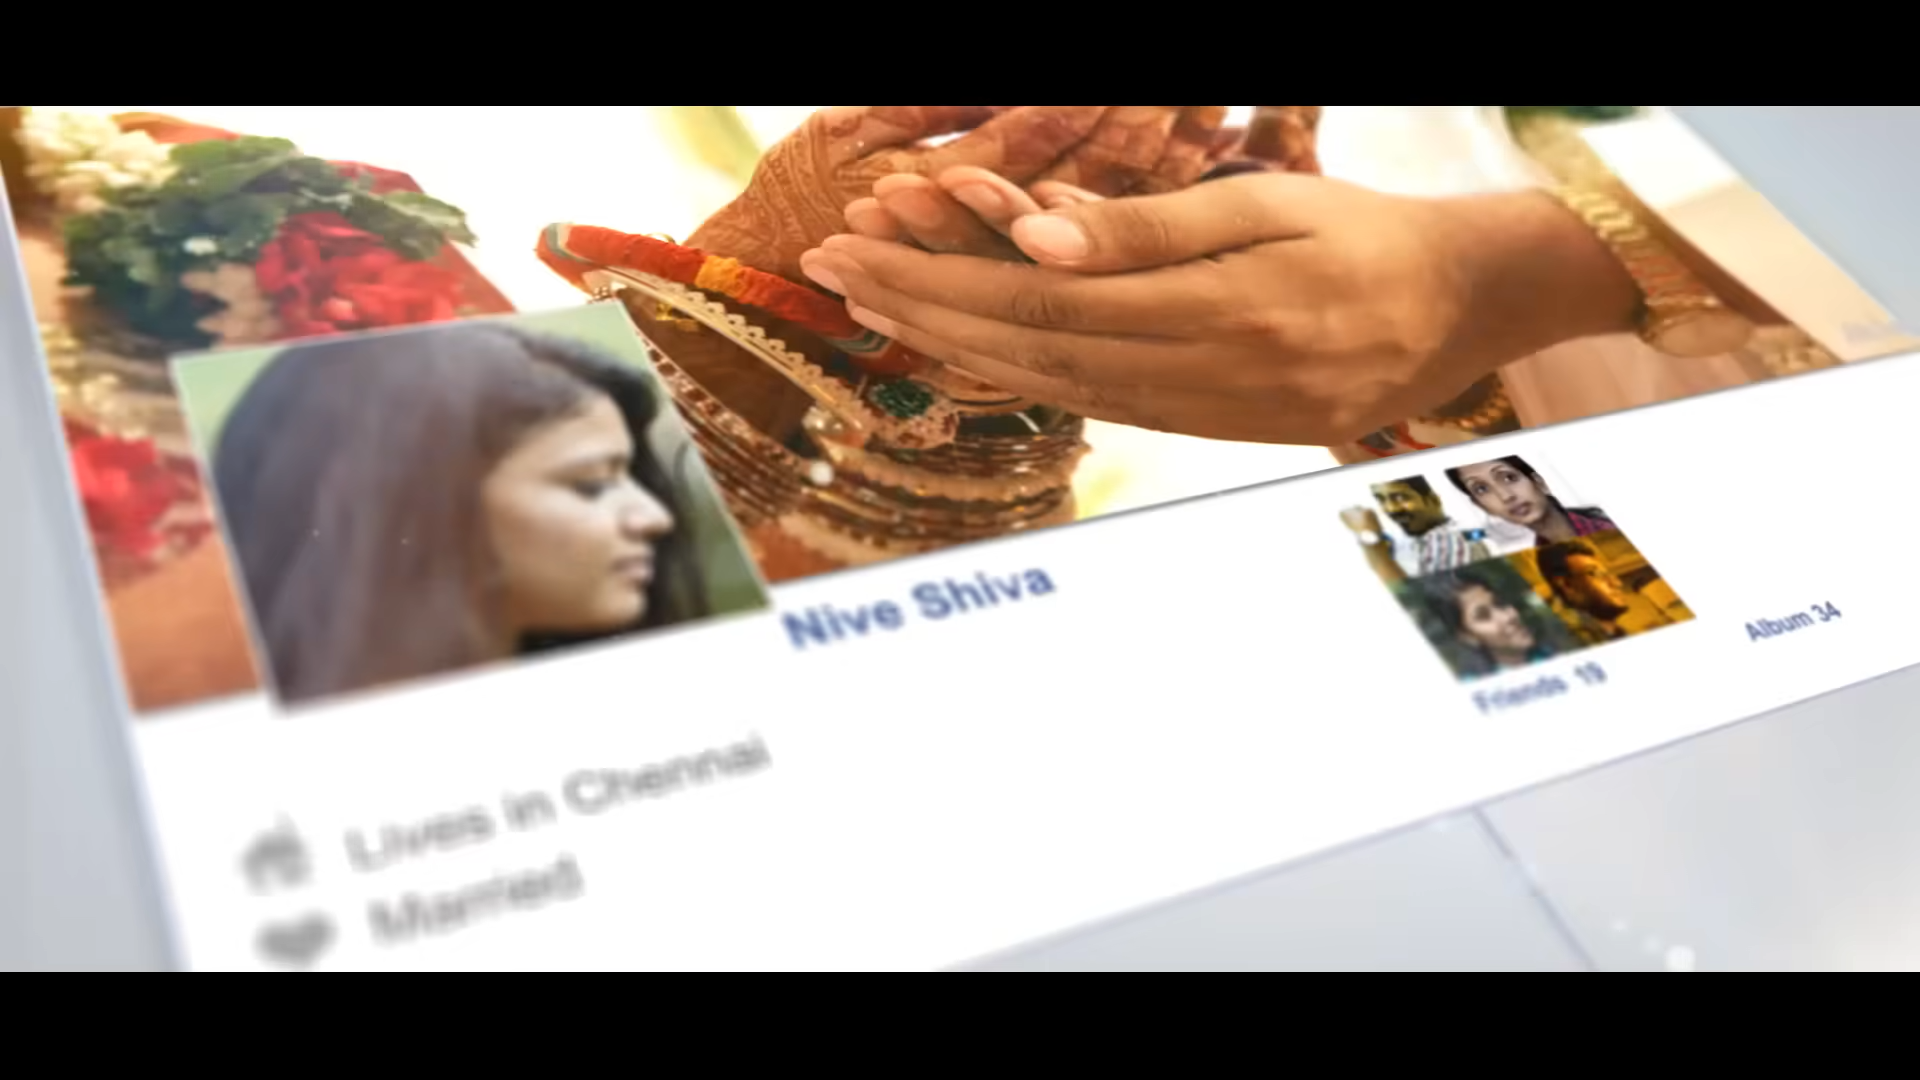 Nive Shiva
Friends 19
Album 34
Lives in Chennai
Married